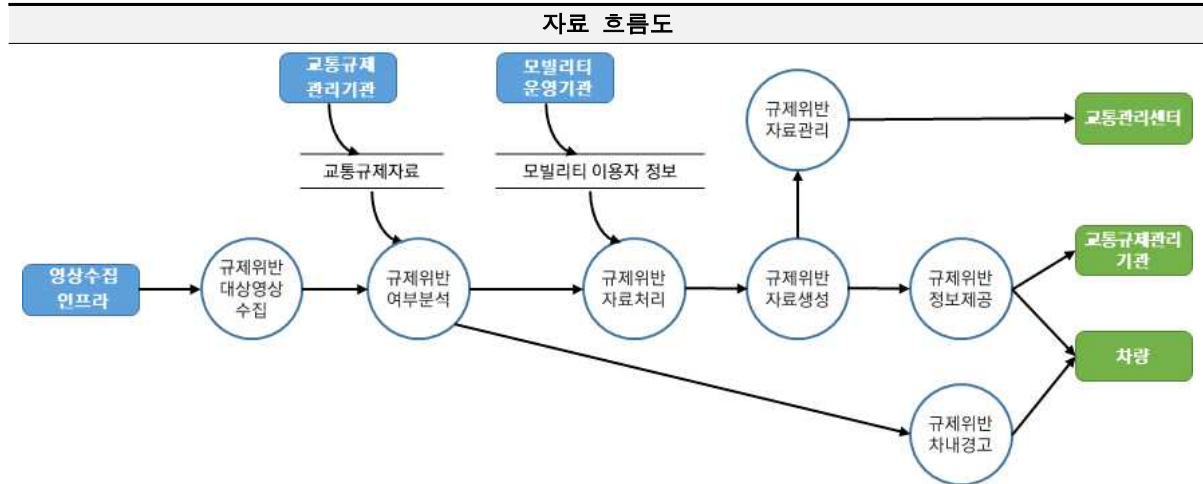 자료 흐름도
교통규제
관리기관
모빌리티
운영기관
규제위반
자료관리
교통관리센터
교통규제자료
모빌리티 이용자 정보
영상수집
인프라
규제위반
대상영상
수집
규제위반
여부분석
규제위반
자료처리
규제위반
자료생성
규제위반
정보제공
교통규제관리
기관
차량
규제위반
차내경고